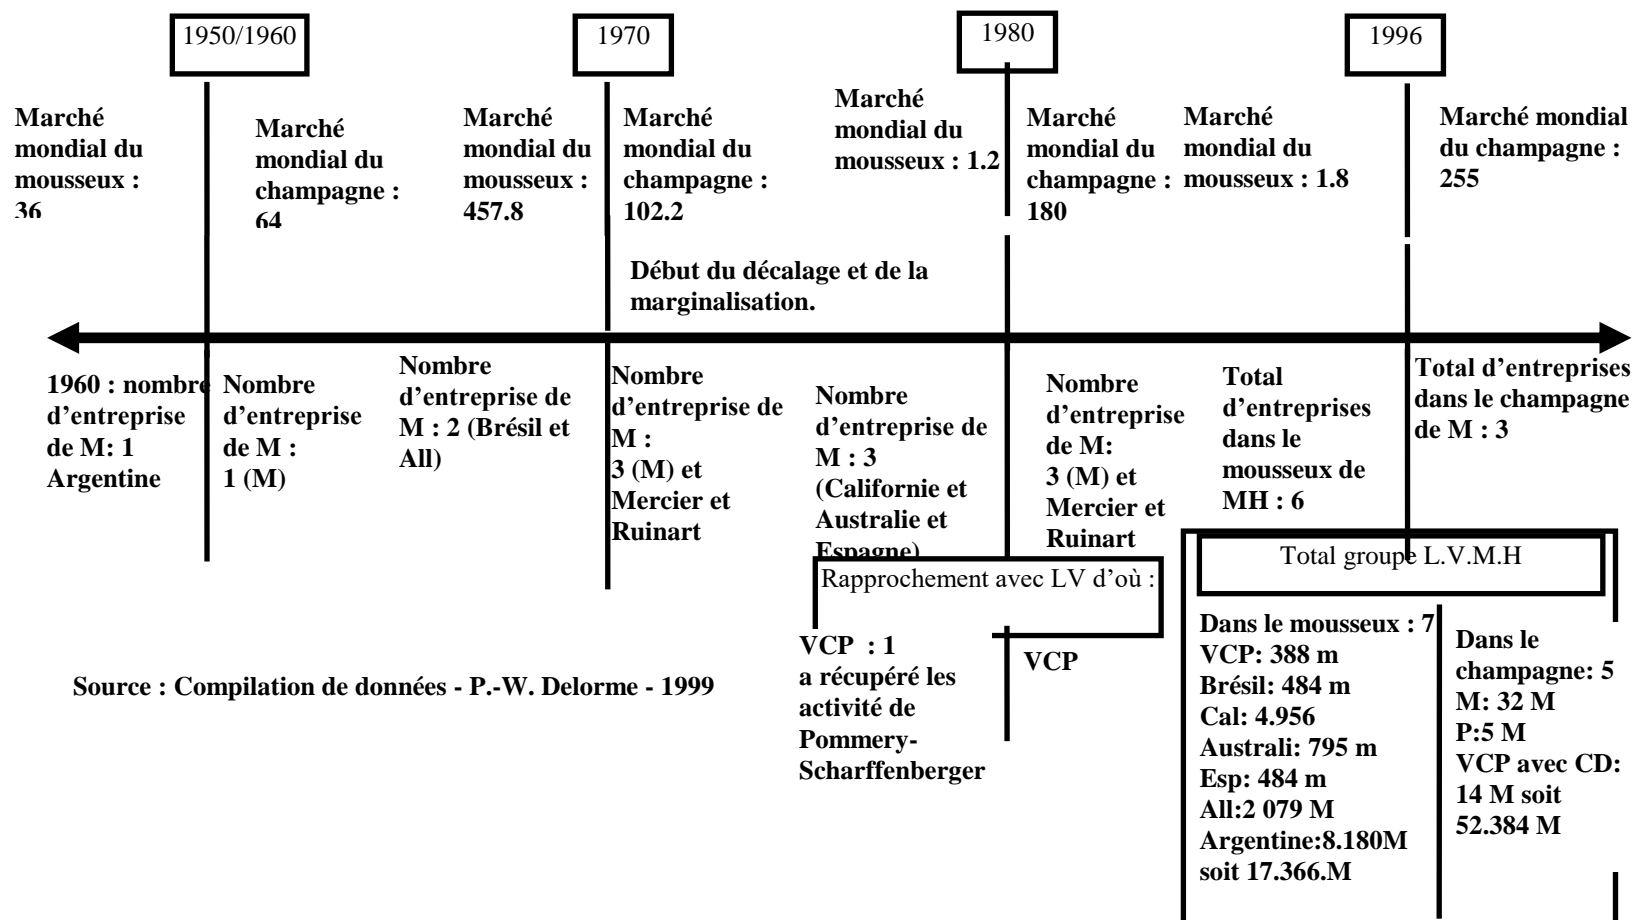 1950/1960
1970
1980
1996
Marché
mondial du
mousseux :
36
Marché
mondial du
champagne :
64
Marché
mondial du
mousseux :
457.8
Marché
mondial du
champagne :
102.2
Marché
mondial du
mousseux : 1.2
Marché
mondial du
champagne :
180
Marché
mondial du
mousseux : 1.8
Marché mondial
du champagne :
255
Début du décalage et de la
marginalisation.
1960 : nombre
d’entreprise
de M: 1
Argentine
Nombre
d’entreprise
de M :
1 (M)
Nombre
d’entreprise de
M : 2 (Brésil et
All)
Nombre
d’entreprise de
M :
3 (M) et
Mercier et
Ruinart
Nombre
d’entreprise de
M : 3
(Californie et
Australie et
Espagne)
Nombre
d’entreprise
de M:
3 (M) et
Mercier et
Ruinart
Total
d’entreprises
dans le
mousseux de
MH : 6
Total d’entreprises
dans le champagne
de M : 3
Rapprochement avec LV d’où :
VCP : 1
a récupéré les
activité de
Pommery-
Scharffenberger
VCP
Total groupe L.V.M.H
Dans le mousseux : 7
VCP: 388 m
Brésil: 484 m
Cal: 4.956
Australi: 795 m
Esp: 484 m
All:2 079 M
Argentine:8.180M
soit 17.366.M
Dans le
champagne: 5
M: 32 M
P:5 M
VCP avec CD:
14 M soit
52.384 M
Source : Compilation de données - P.-W. Delorme - 1999